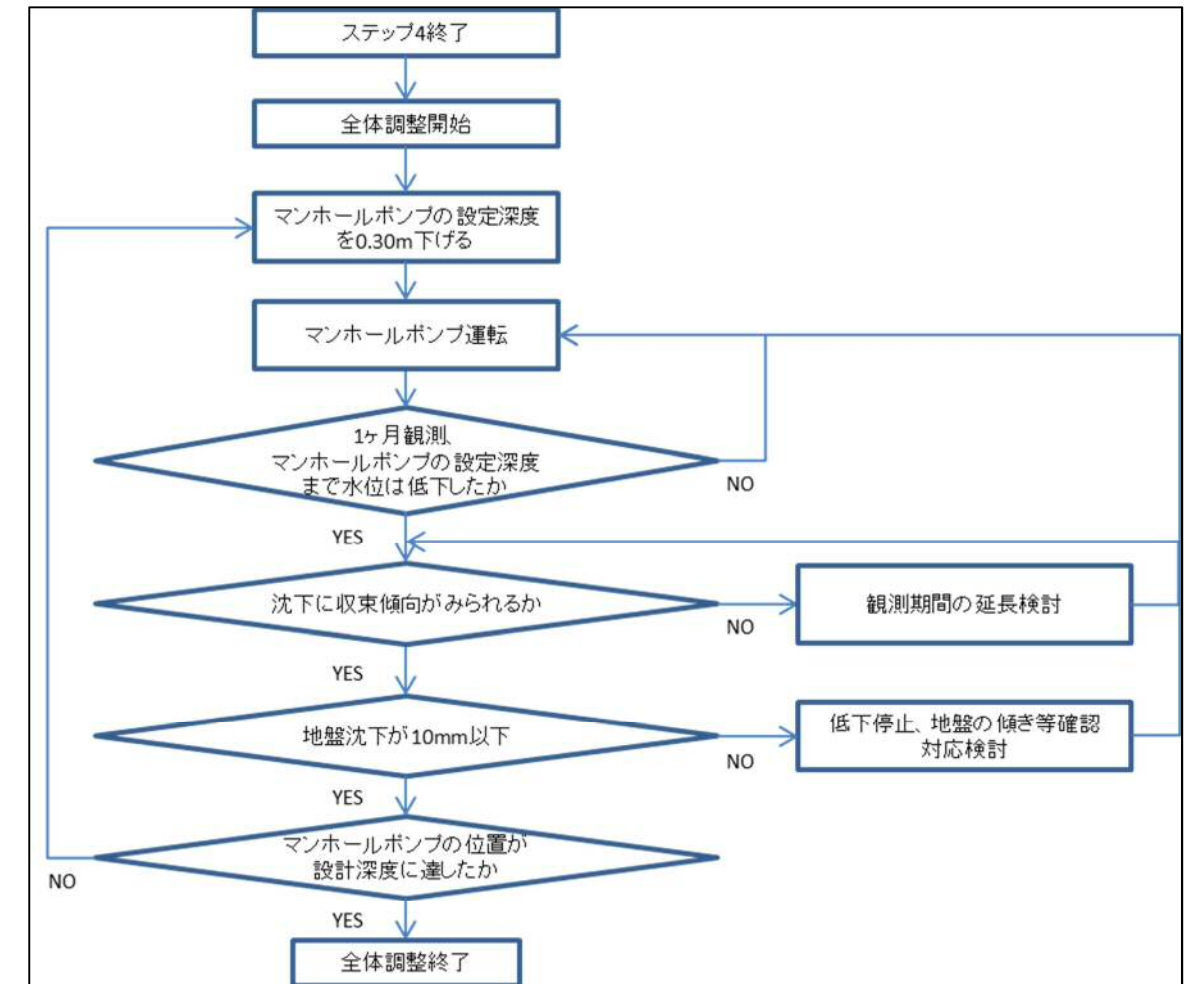 ステップ4終了
全体調整開始
マンホールポンプの設定深度
を0.30m下げる
マンホールポンプ運転
1ヶ月観測、
マンホールポンプの設定深度
まで水位は低下したか
NO
YES
沈下に収束傾向がみられるか
NO
観測期間の延長検討
YES
地盤沈下が10mm以下
NO
低下停止、地盤の傾き等確認
対応検討
YES
マンホールポンプの位置が
設計深度に達したか
NO
YES
全体調整終了